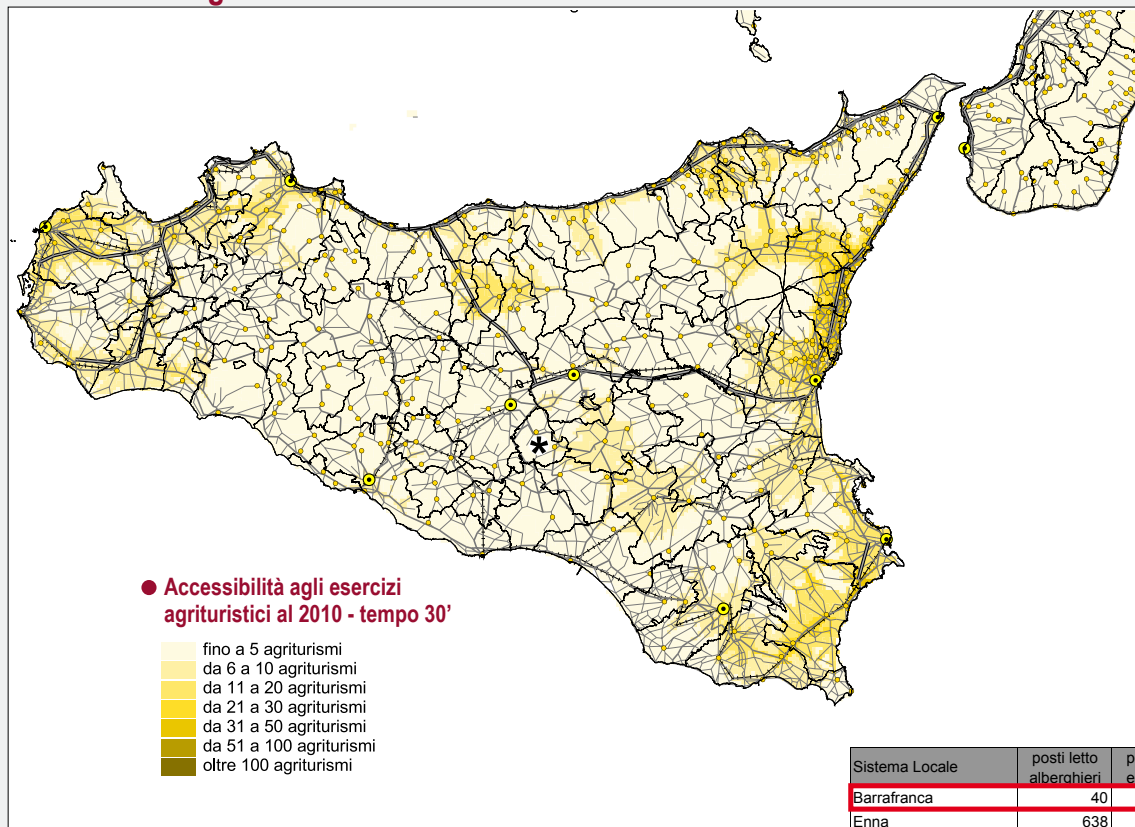 ● Accessibilità agli esercizi
agrituristici al 2010 - tempo 30'
fino a 5 agriturismi
da 6 a 10 agriturismi
da 11 a 20 agriturismi
da 21 a 30 agriturismi
da 31 a 50 agriturismi
da 51 a 100 agriturismi
oltre 100 agriturismi
*
Sistema Locale posti letto
alberghieri
Barrafranca 40
Enna 638